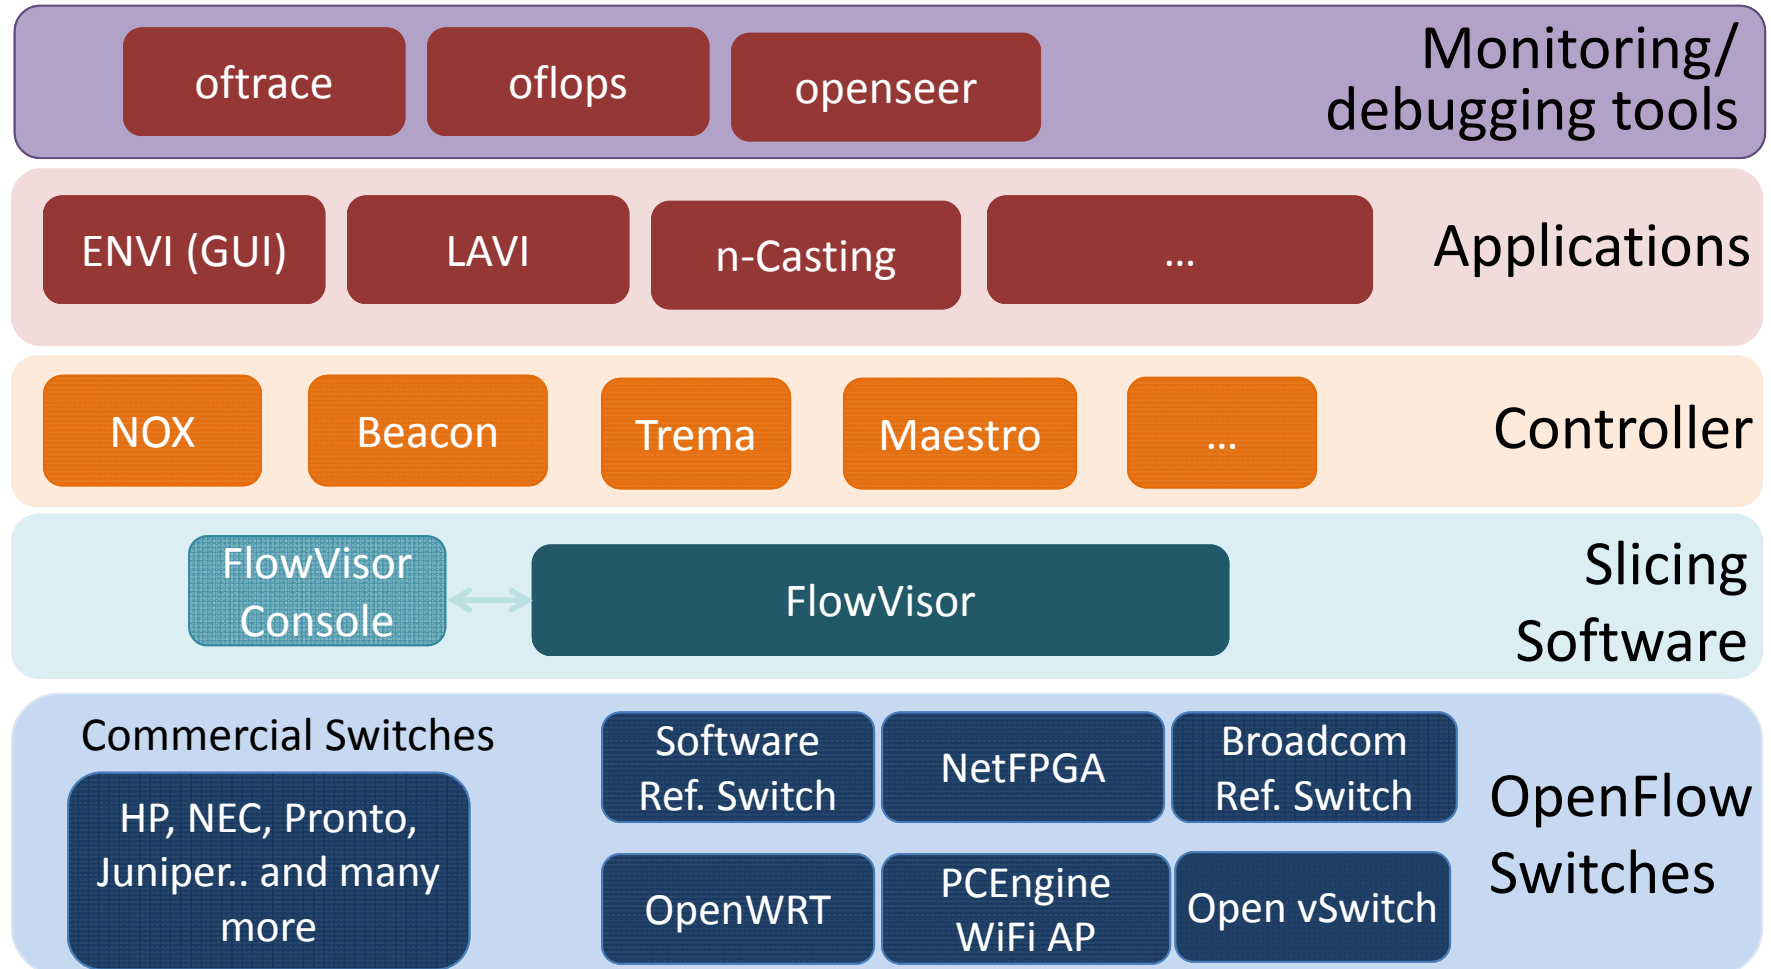 oftrace
oflops
openseer
Monitoring/
debugging tools
ENVI (GUI)
LAVI
n-Casting
...
Applications
NOX
Beacon
Trema
Maestro
...
Controller
FlowVisor
Console
FlowVisor
Slicing
Software
Commercial Switches
HP, NEC, Pronto,
Juniper.. and many
more
Software
Ref. Switch
NetFPGA
Broadcom
Ref. Switch
OpenWRT
PCEngine
WiFi AP
Open vSwitch
OpenFlow
Switches